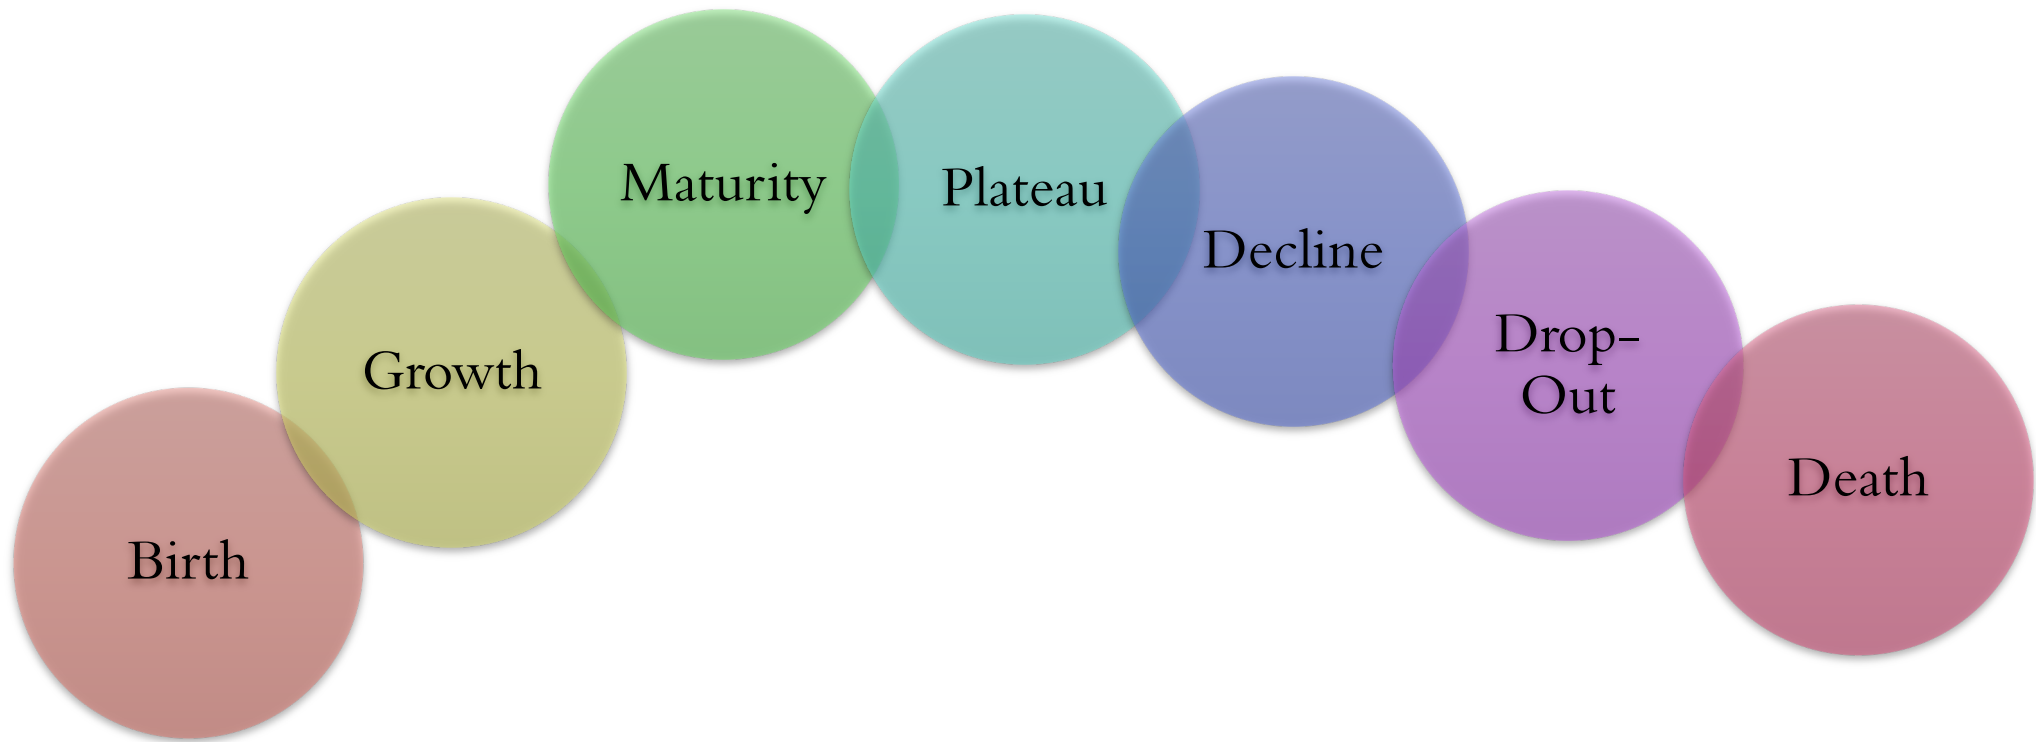 Birth
Growth
Maturity
Plateau
Decline
Drop-
Out
Death